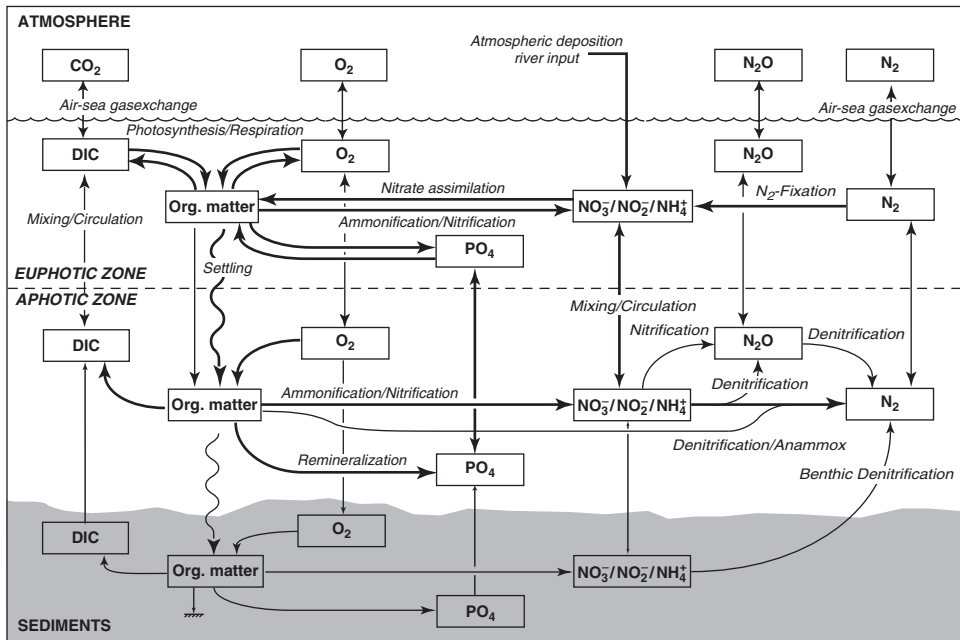 ATMOSPHERE
CO₂
O₂
Atmospheric deposition
river input
N₂O
N₂
Air-sea gasexchange
Air-sea gasexchange
Photosynthesis/Respiration
DIC
O₂
N₂O
Nitrate assimilation
N₂-Fixation
Org. matter
NO₃⁻/NO₂⁻/NH₄⁺
N₂
Mixing/Circulation
Ammonification/Nitrification
PO₄
Settling
EUPHOTIC ZONE
APHOTIC ZONE
Mixing/Circulation
DIC
O₂
Nitrification
N₂O
Denitrification
Ammonification/Nitrification
Denitrification
Org. matter
NO₃⁻/NO₂⁻/NH₄⁺
N₂
Denitrification/Anammox
Remineralization
PO₄
Benthic Denitrification
DIC
O₂
Org. matter
NO₃⁻/NO₂⁻/NH₄⁺
PO₄
SEDIMENTS